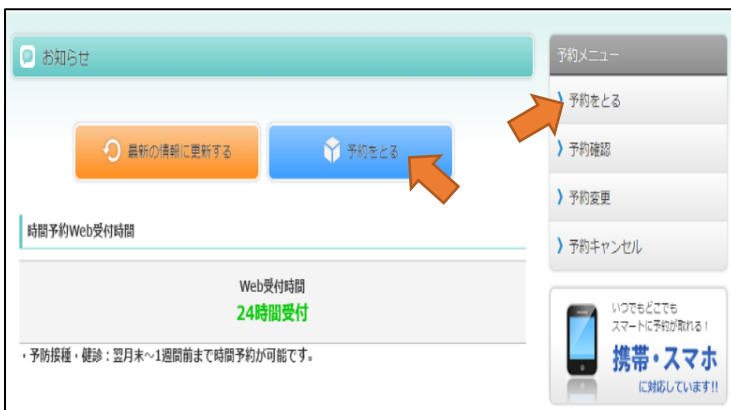 お知らせ
最新の情報に更新する
予約をとる
時間予約Web受付時間
Web受付時間
24時間受付
・予防接種・健診：翌月末～1週間前まで時間予約が可能です。
予約メニュー
予約をとる
予約確認
予約変更
予約キャンセル
いつでもどこでも
スマートに予約が取れる！
携帯・スマホ
に対応しています!!